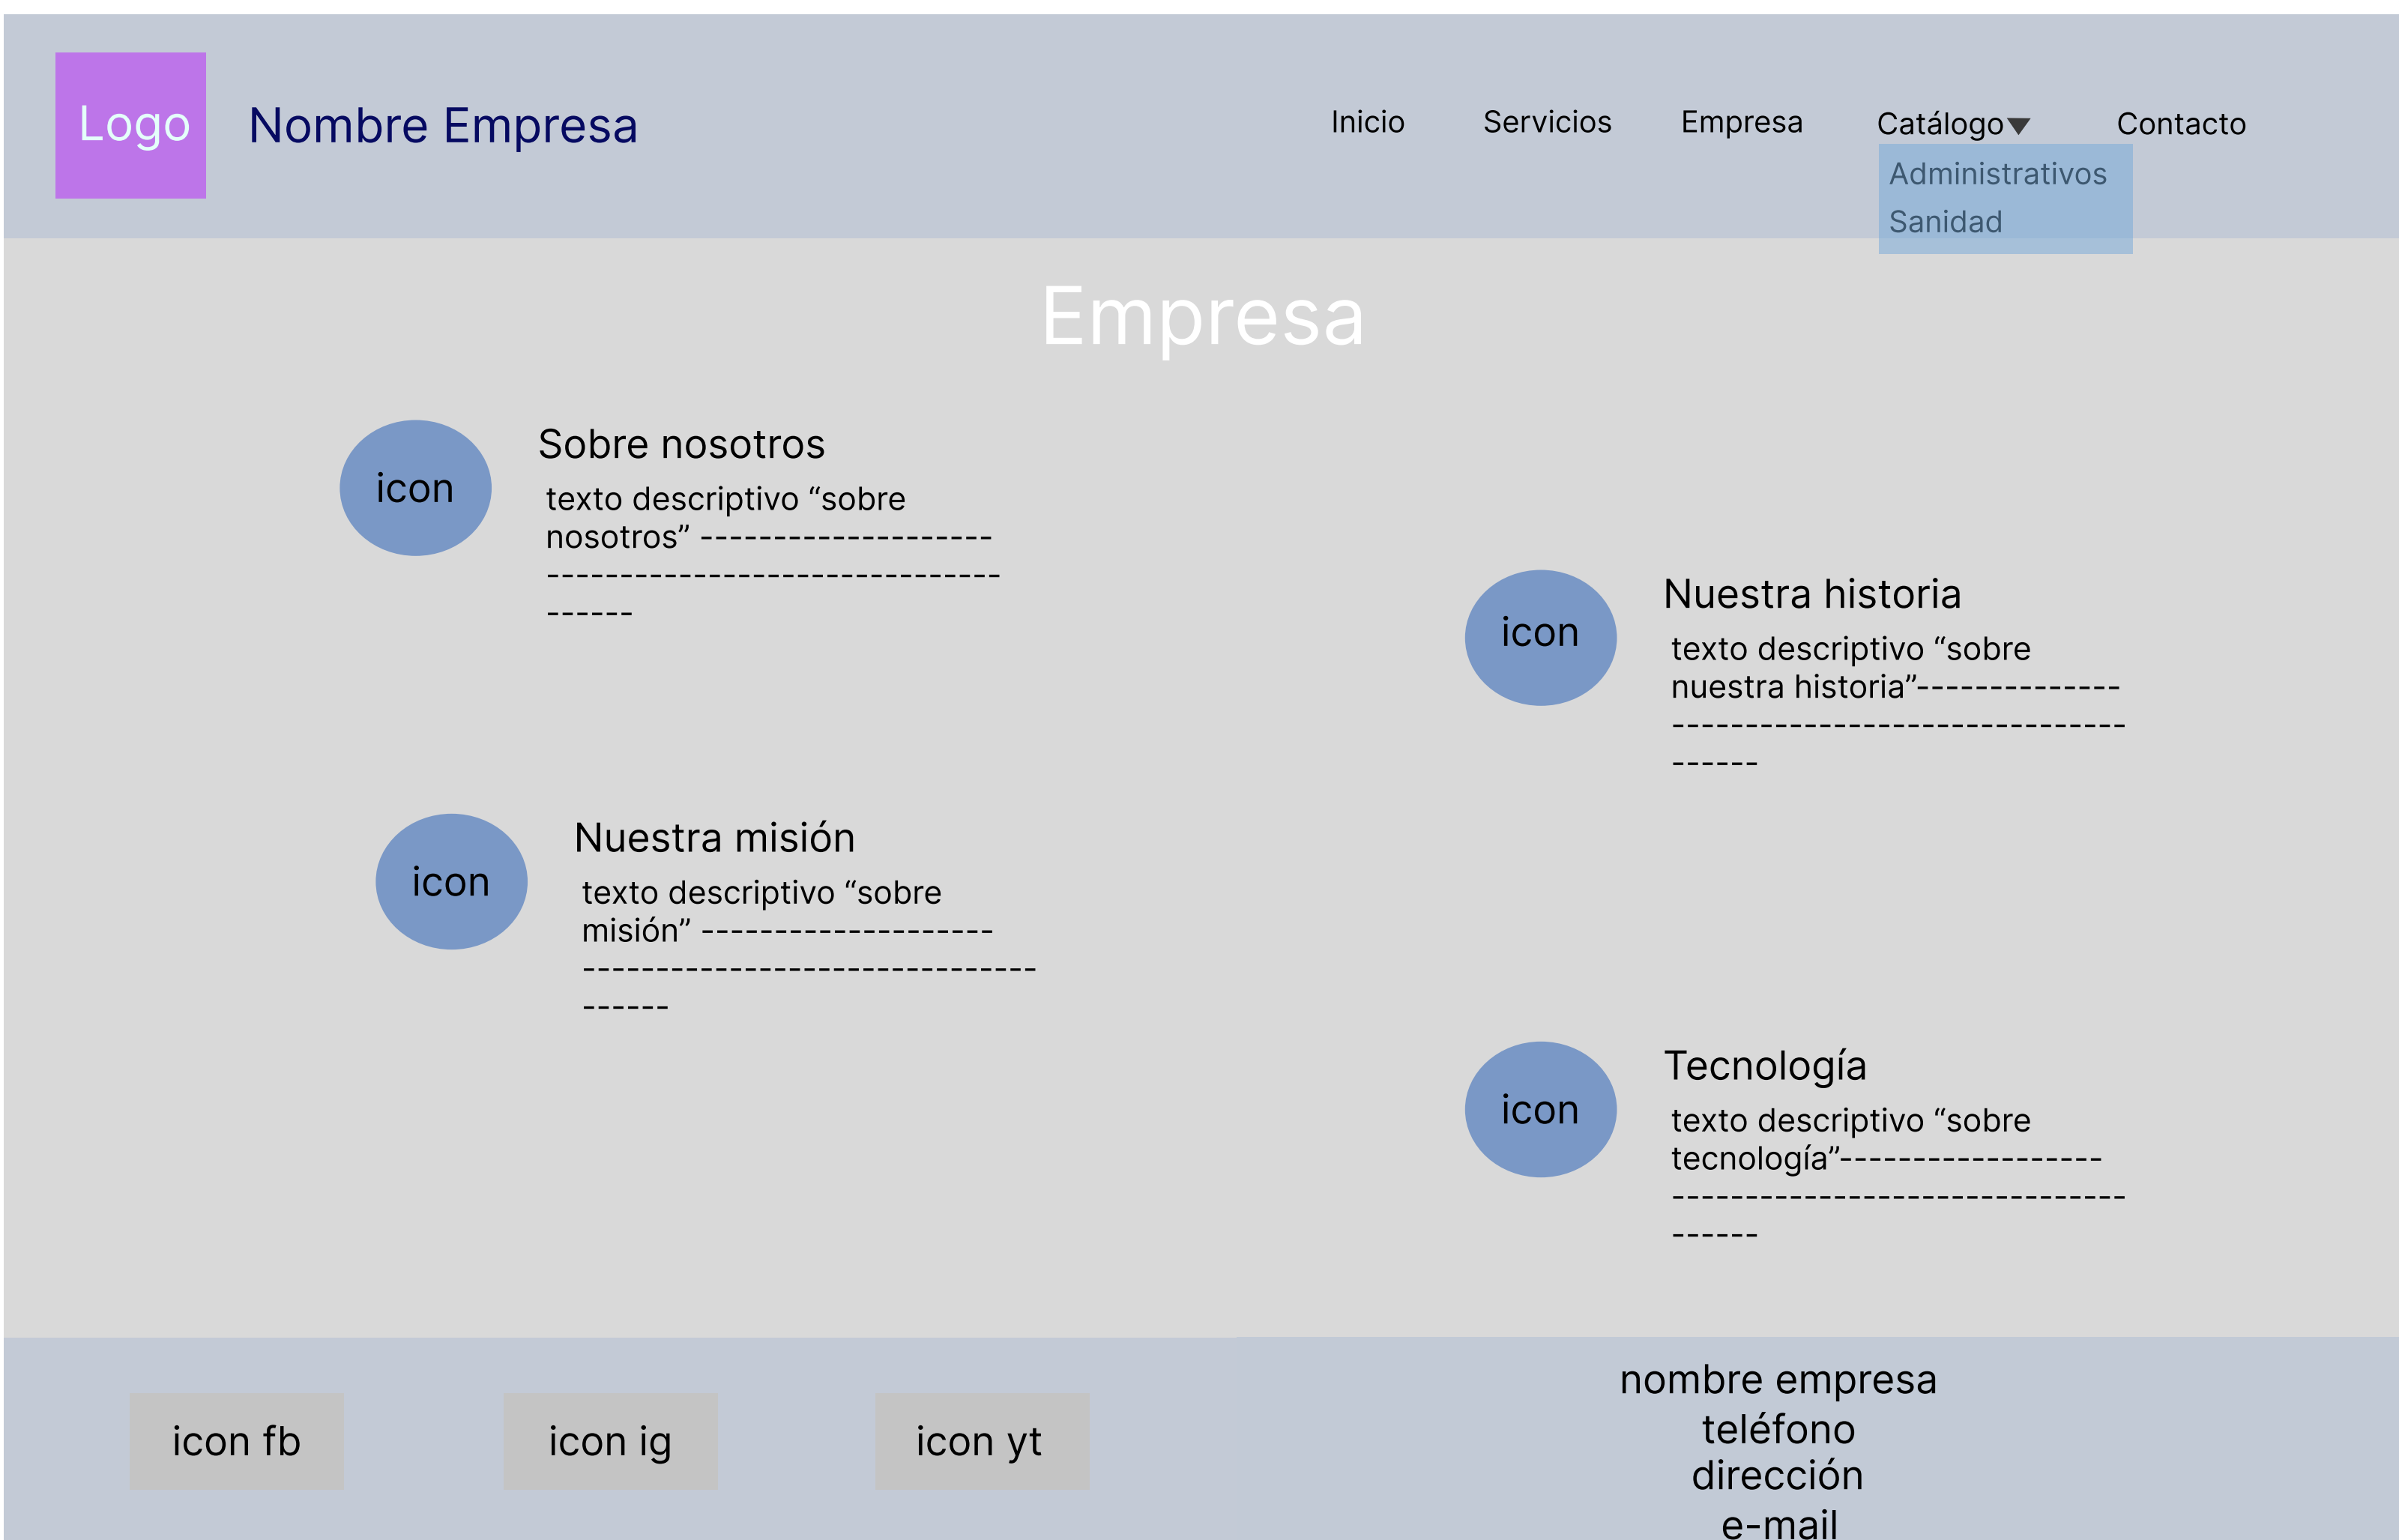 Logo
Nombre Empresa
Inicio
Servicios
Empresa
Catálogo
Contacto
Administrativos
Sanidad
Empresa
icon
Sobre nosotros
texto descriptivo “sobre
nosotros” --------------------
-------------------------------
------
icon
Nuestra historia
texto descriptivo “sobre
nuestra historia”--------------
-------------------------------
------
icon
Nuestra misión
texto descriptivo “sobre
misión” --------------------
-------------------------------
------
icon
Tecnología
texto descriptivo “sobre
tecnología”------------------
-------------------------------
------
icon fb
icon ig
icon yt
nombre empresa
teléfono
dirección
e-mail